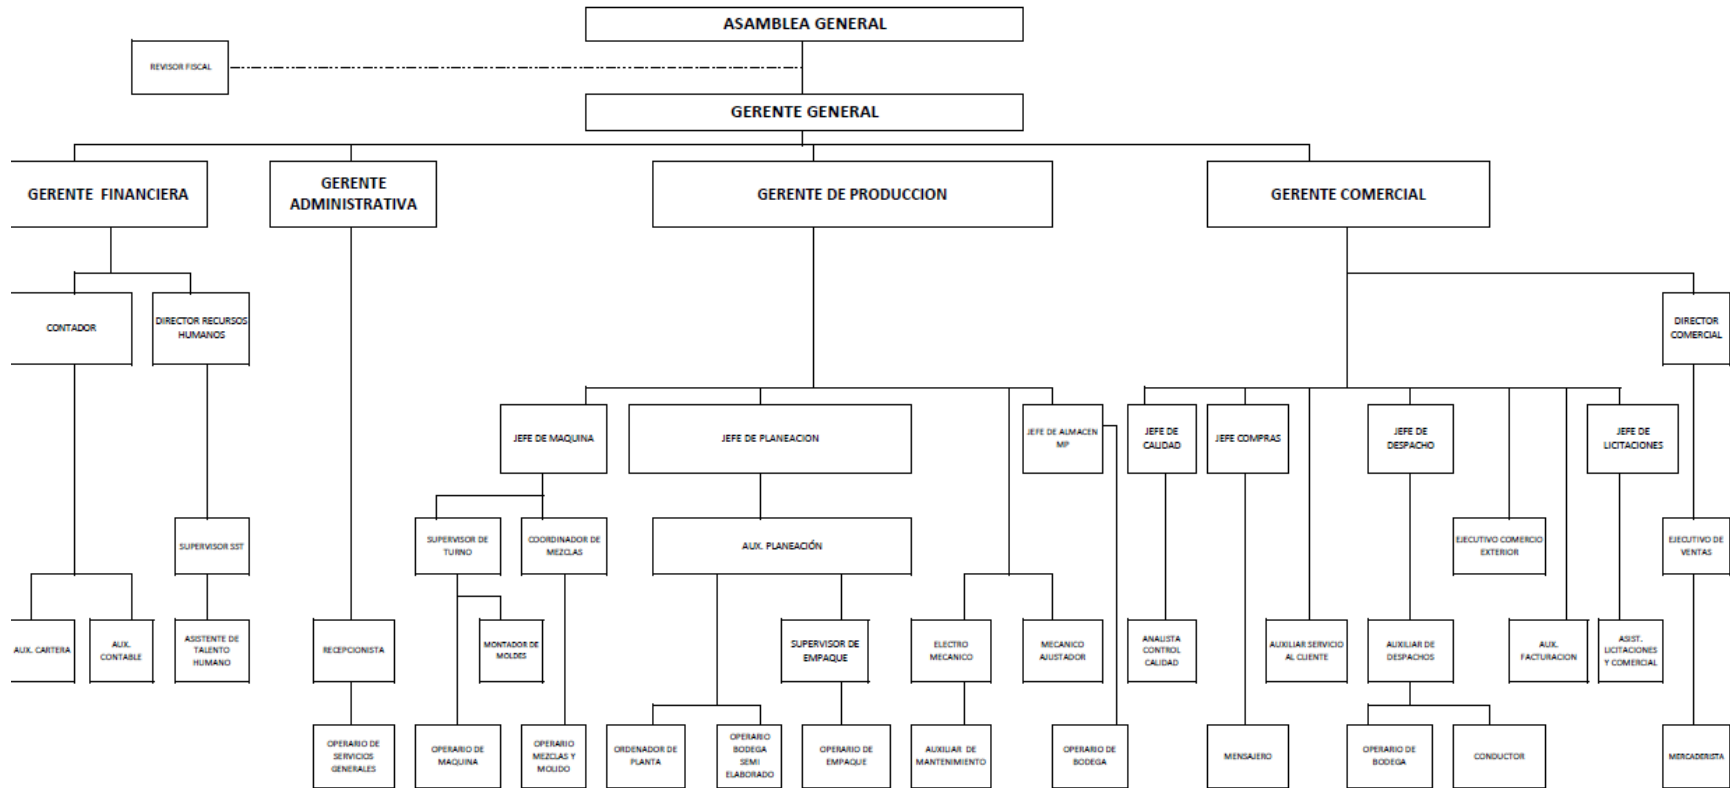 ASAMBLEA GENERAL
REVISOR FISCAL
GERENTE GENERAL
GERENTE FINANCIERA
GERENTE
ADMINISTRATIVA
GERENTE DE PRODUCCION
GERENTE COMERCIAL
CONTADOR
DIRECTOR RECURSOS
HUMANOS
DIRECTOR
COMERCIAL
JEFE DE MAQUINA
JEFE DE PLANEACION
JEFE DE ALMACEN
MP
JEFE DE
CALIDAD
JEFE COMPRAS
JEFE DE
DESPACHO
JEFE DE
LICITACIONES
SUPERVISOR SST
SUPERVISOR DE
TURNO
COORDINADOR DE
MEZCLAS
AUX. PLANEACIÓN
EJECUTIVO COMERCIO
EXTERIOR
EJECUTIVO DE
VENTAS
AUX. CARTERA
AUX.
CONTABLE
ASISTENTE DE
TALENTO
HUMANO
RECEPCIONISTA
MONTADOR DE
MOLDES
SUPERVISOR DE
EMPAQUE
ELECTRO
MECANICO
MECANICO
AJUSTADOR
ANALISTA
CONTROL
CALIDAD
AUXILIAR SERVICIO
AL CLIENTE
AUXILIAR DE
DESPACHOS
AUX.
FACTURACION
ASIST.
LICITACIONES
Y COMERCIAL
OPERARIO DE
SERVICIOS
GENERALES
OPERARIO DE
MAQUINA
OPERARIO
MEZCLAS Y
MOLIDO
ORDENADOR DE
PLANTA
OPERARIO
BODEGA
SEMI
ELABORADO
OPERARIO DE
EMPAQUE
AUXILIAR DE
MANTENIMIENTO
OPERARIO DE
BODEGA
MENSAJERO
OPERARIO DE
BODEGA
CONDUCTOR
MERCADERISTA